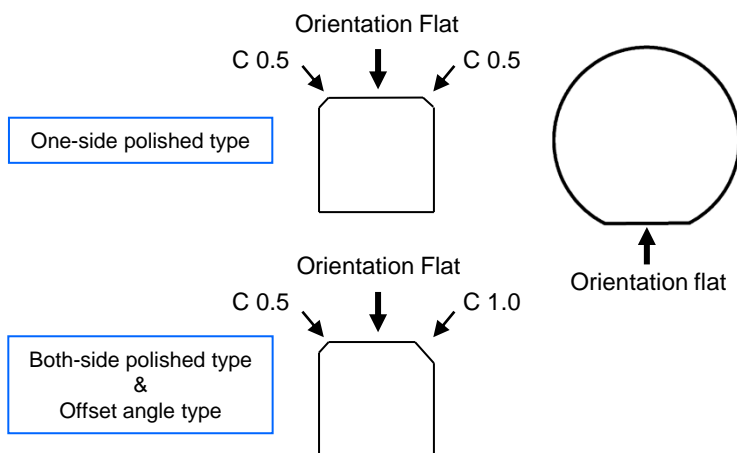 Orientation Flat
C 0.5
C 0.5
One-side polished type
Orientation flat
Orientation Flat
C 0.5
C 1.0
Both-side polished type
&
Offset angle type